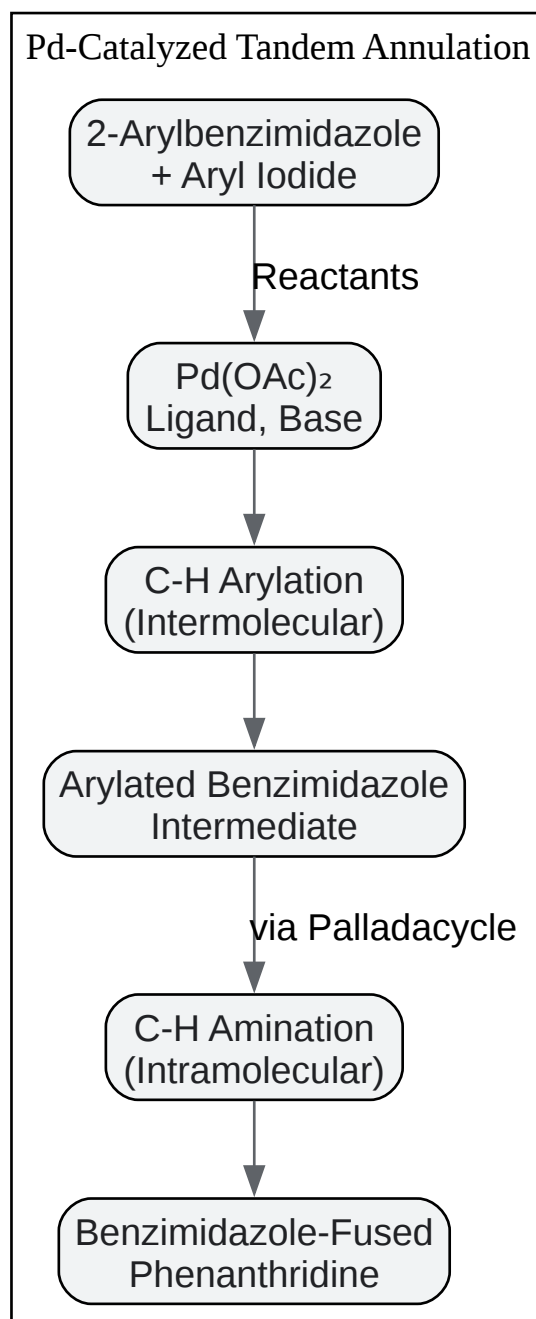 Pd-Catalyzed Tandem Annulation
2-Arylbenzimidazole
+ Aryl Iodide
Reactants
Pd(OAc)₂
Ligand, Base
C-H Arylation
(Intermolecular)
Arylated Benzimidazole
Intermediate
via Palladacycle
C-H Amination
(Intramolecular)
Benzimidazole-Fused
Phenanthridine